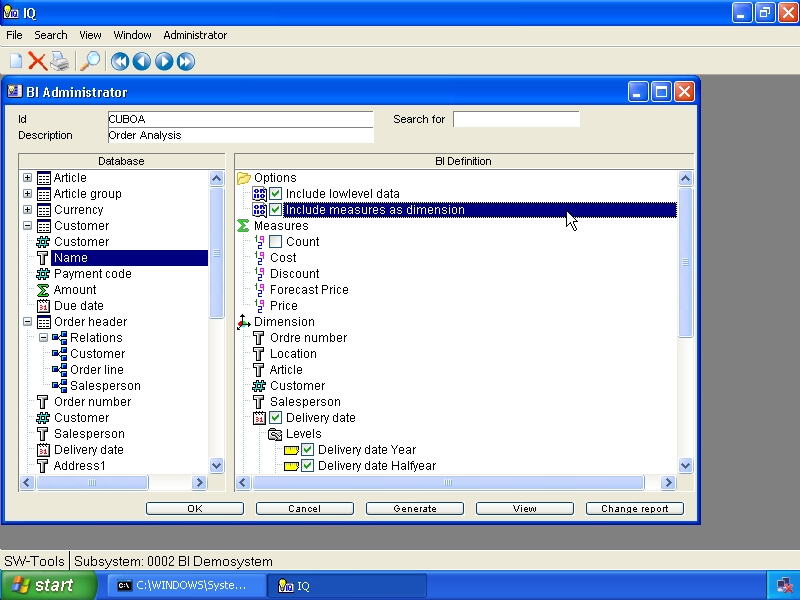 IQ
File Search View Window Administrator
BI Administrator
Id CUBOA Search for
Description Order Analysis
Database BI Definition
Article
Article group
Currency
Customer
Customer
Name
Payment code
Amount
Due date
Order header
Relations
Customer
Order line
Salesperson
Order number
Customer
Salesperson
Delivery date
Address1
Options
Include lowlevel data
Include measures as dimension
Measures
Count
Cost
Discount
Forecast Price
Price
Dimension
Ordre number
Location
Article
Customer
Salesperson
Delivery date
Levels
Delivery date Year
Delivery date Halfyear
OK Cancel Generate View Change report
SW-Tools Subsystem: 0002 BI Demosystem
start C:\WINDOWS\Syste... IQ